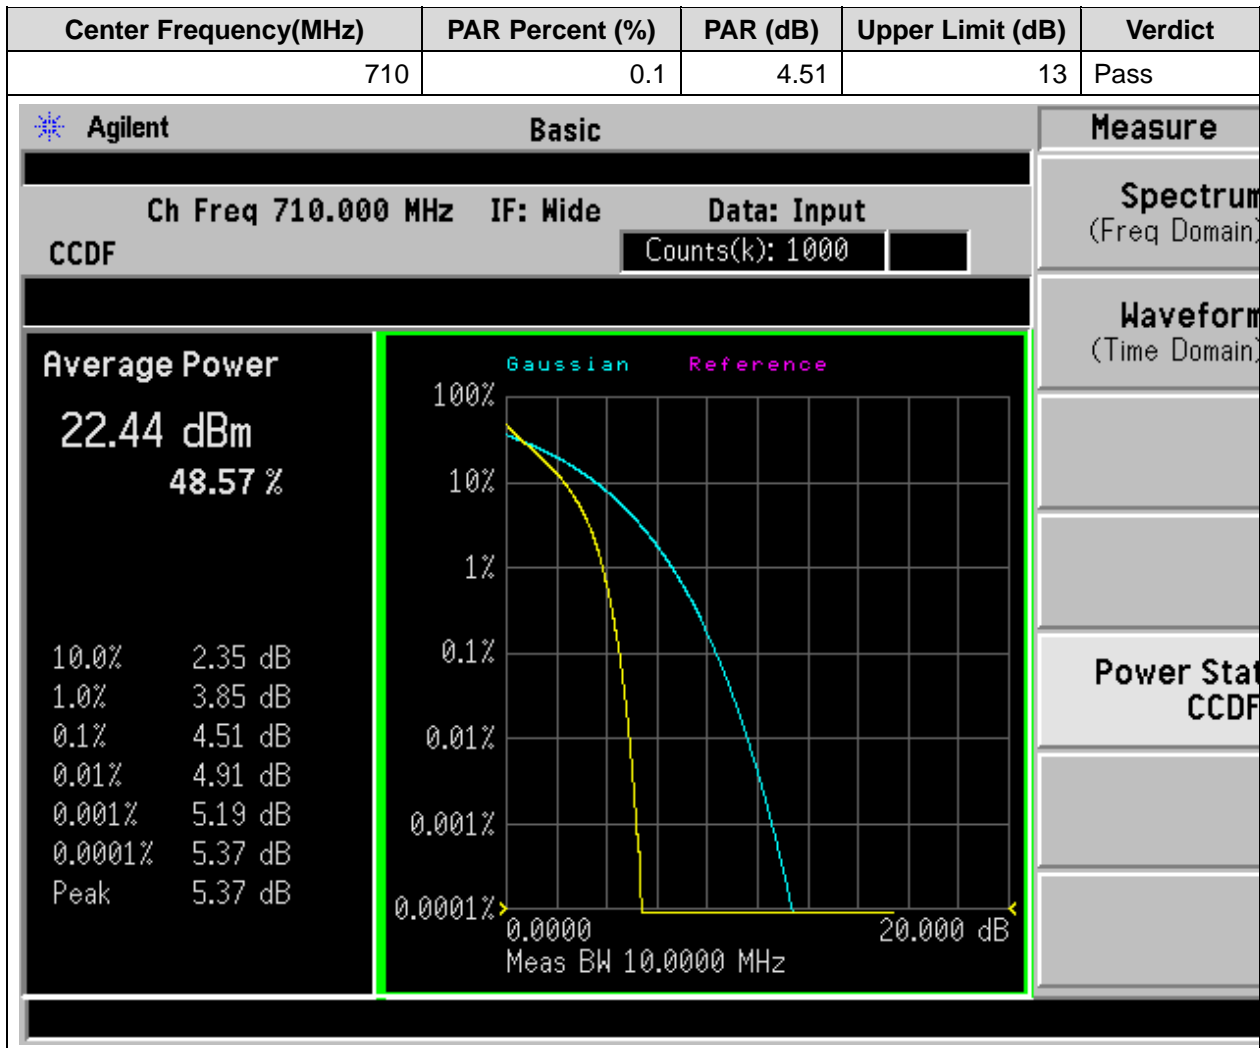 Center Frequency(MHz) PAR Percent (%) PAR (dB) Upper Limit (dB) Verdict
710 0.1 4.51 13 Pass
Agilent Basic Measure
Ch Freq 710.000 MHz IF: Wide Data: Input
CCDF Counts(k): 1000
Spectrum
(Freq Domain)
Waveform
(Time Domain)
Power Stat
CCDF
Average Power
22.44 dBm
48.57 %
10.0% 2.35 dB
1.0% 3.85 dB
0.1% 4.51 dB
0.01% 4.91 dB
0.001% 5.19 dB
0.0001% 5.37 dB
Peak 5.37 dB
Gaussian Reference
100%
10%
1%
0.1%
0.01%
0.001%
0.0001%
0.0000 20.000 dB
Meas BW 10.0000 MHz